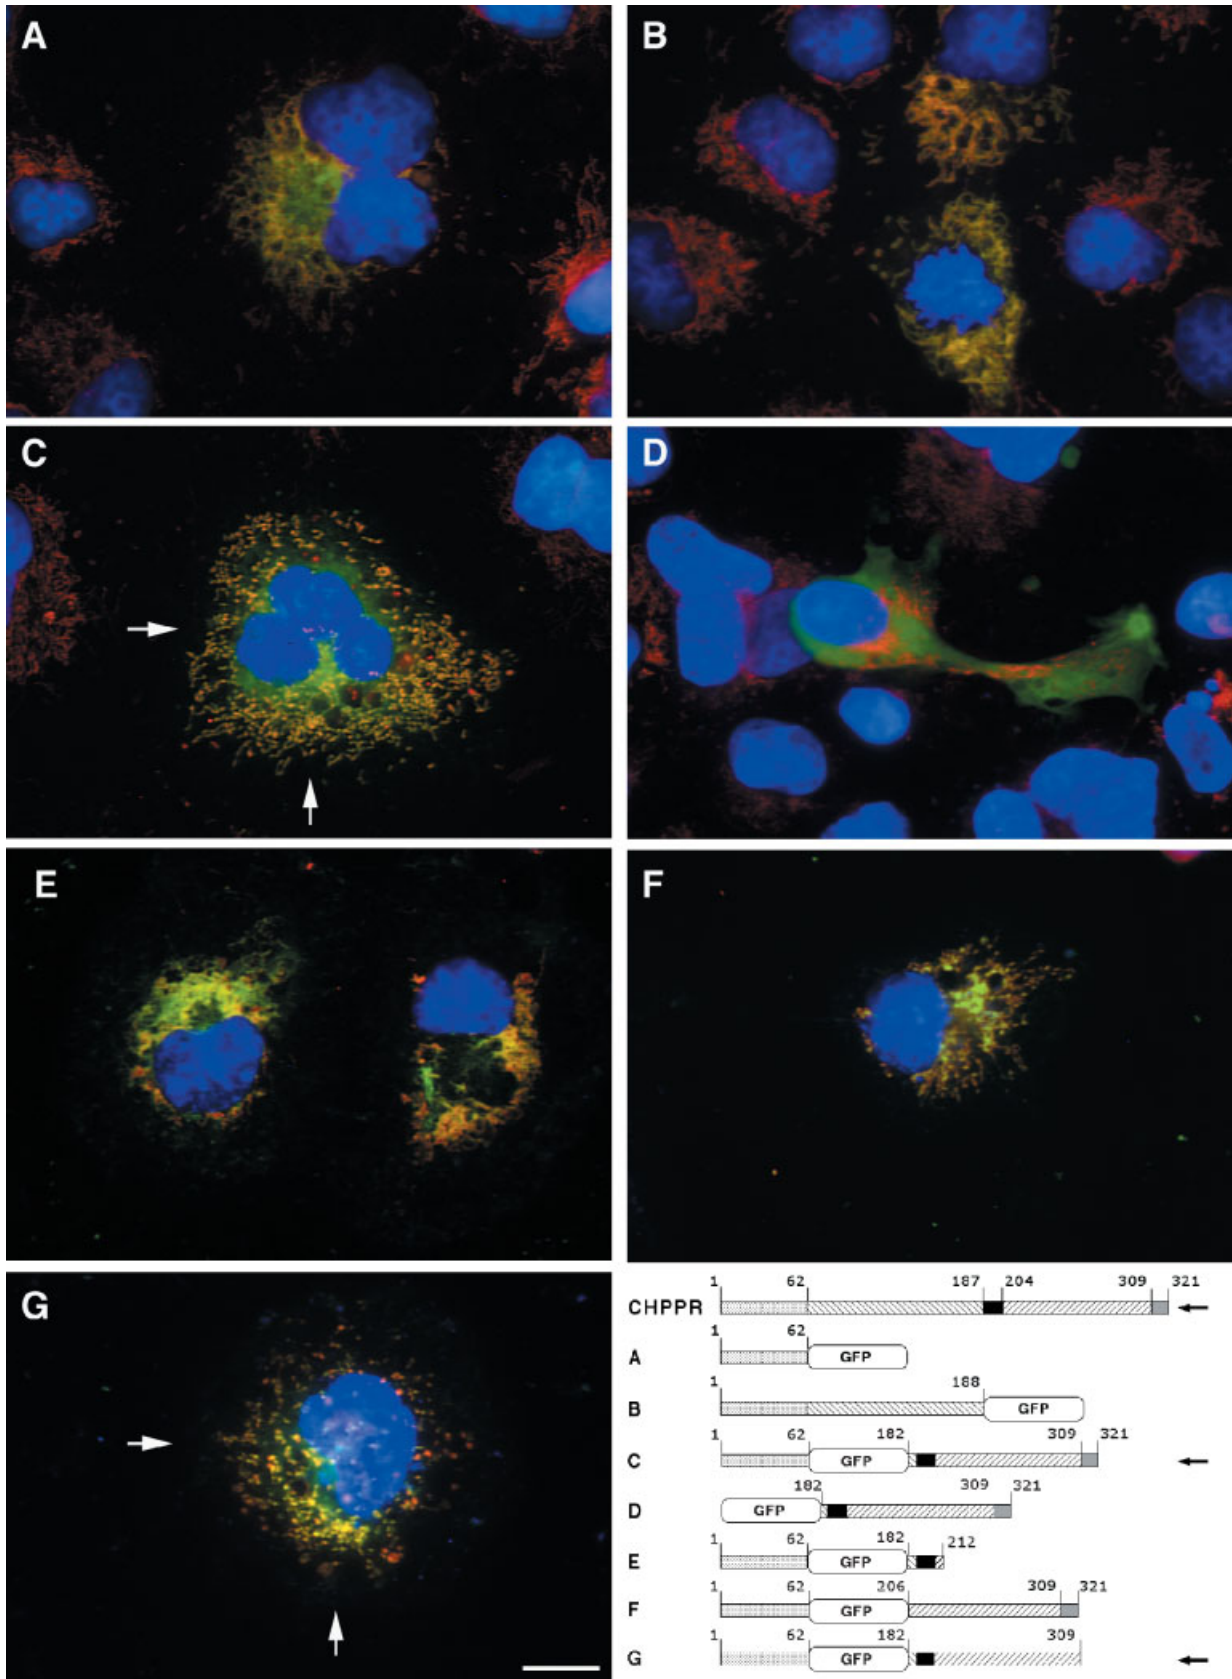 A
B
C
D
E
F
G
1 62 187 204 309 321
CHPPR
1 62
A GFP
1 188
B GFP
1 62 182 309 321
C GFP
182 309 321
D GFP
1 62 182 212
E GFP
1 62 206 309 321
F GFP
1 62 182 309
G GFP